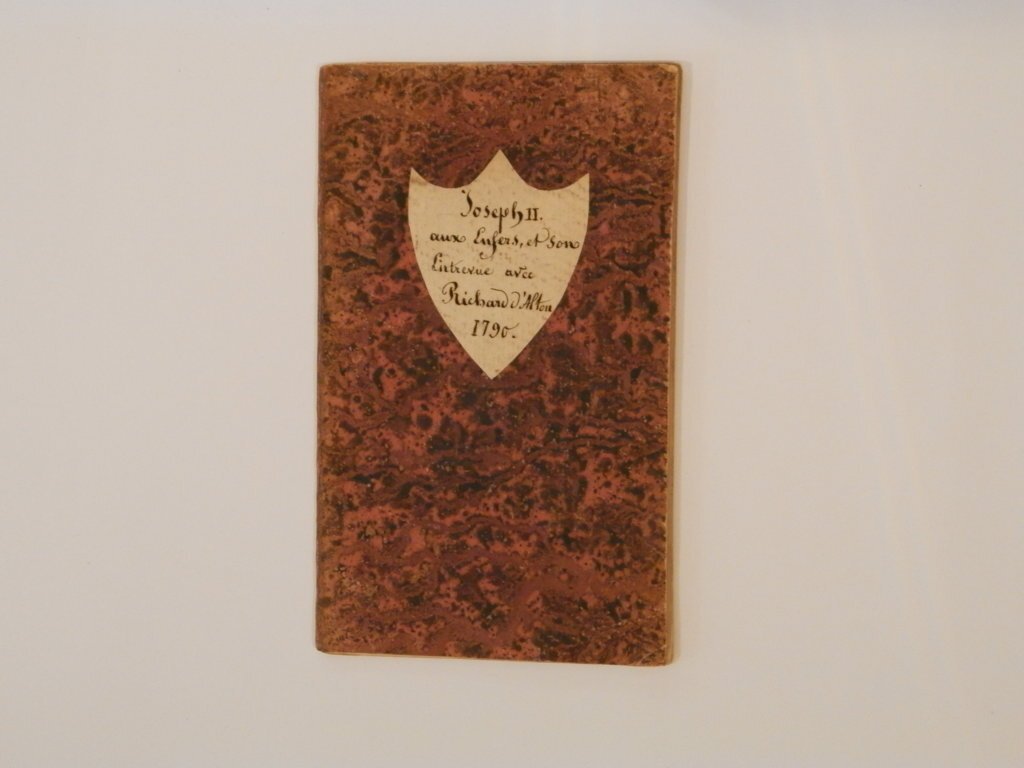 Joseph II.
aux Enfers, et son
Entrevue avec
Richard d'Alton
1790.